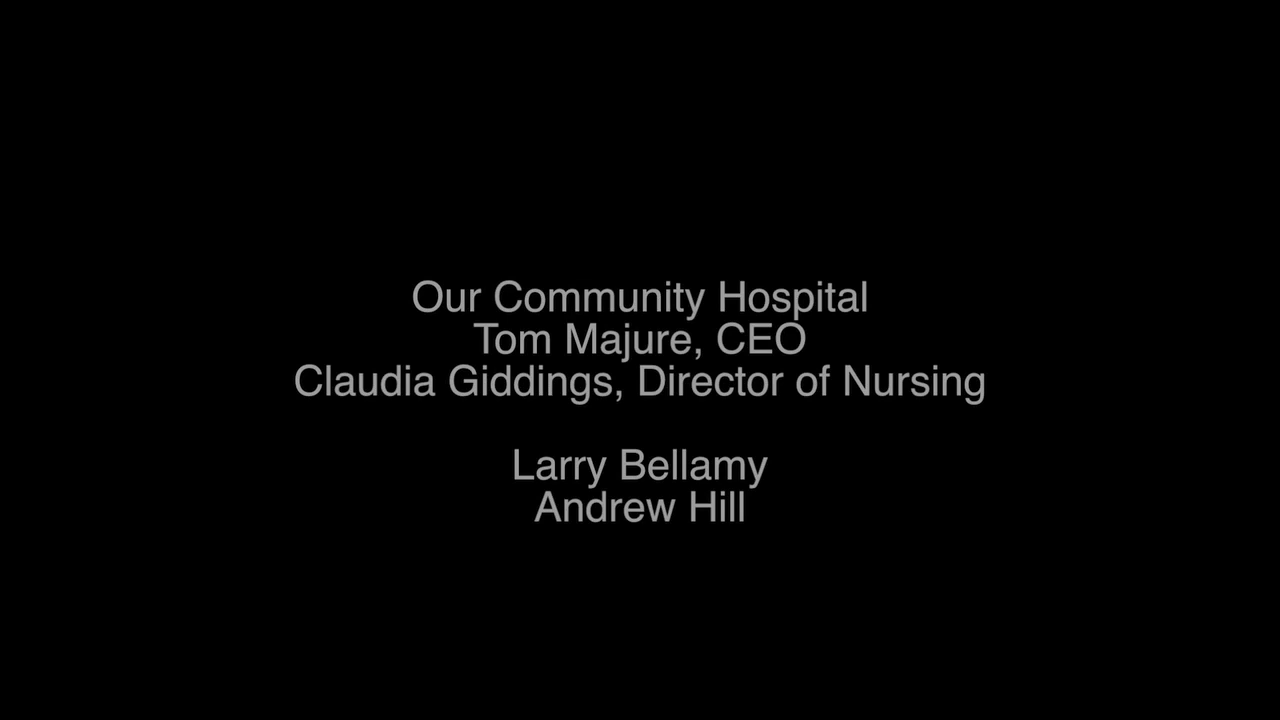 Our Community Hospital
Tom Majure, CEO
Claudia Giddings, Director of Nursing
Larry Bellamy
Andrew Hill